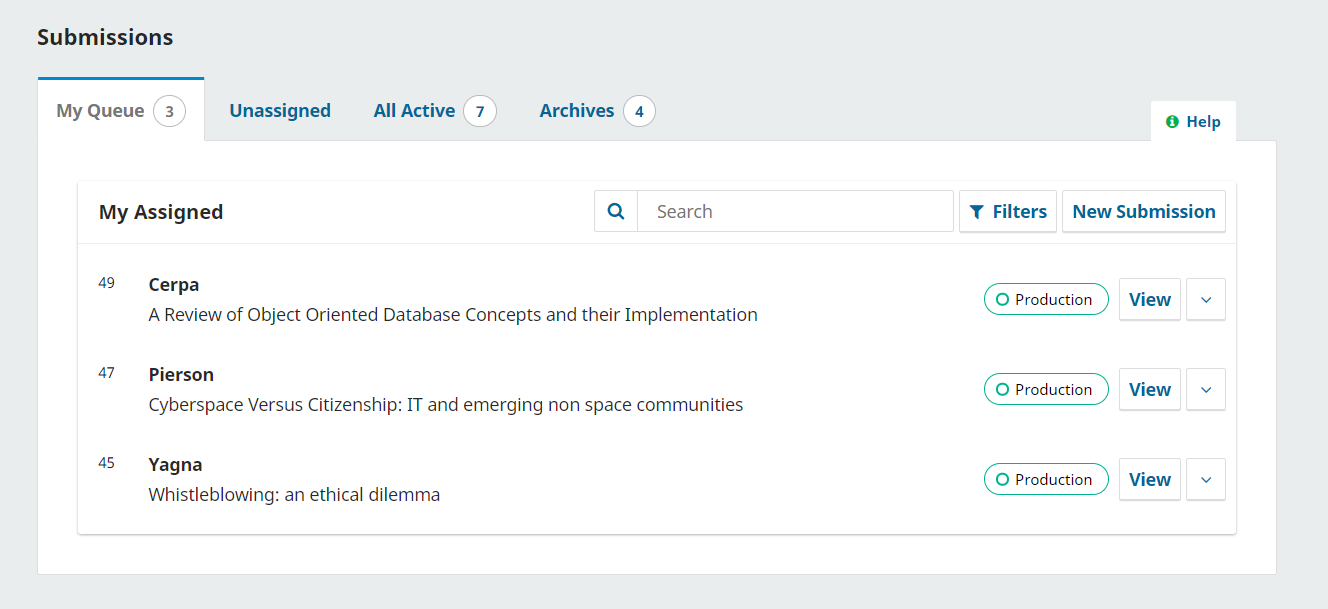 Submissions
My Queue 3 Unassigned All Active 7 Archives 4
Help
My Assigned Search Filters New Submission
49 Cerpa
A Review of Object Oriented Database Concepts and their Implementation
Production View
47 Pierson
Cyberspace Versus Citizenship: IT and emerging non space communities
Production View
45 Yagna
Whistleblowing: an ethical dilemma
Production View